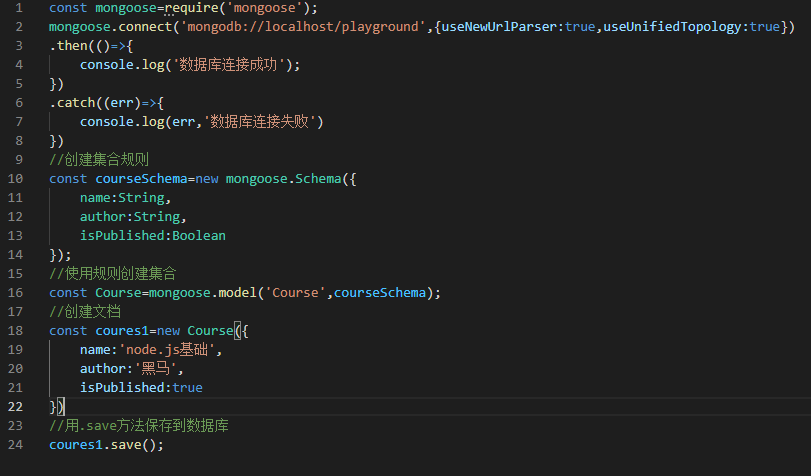 1 const mongoose=require('mongoose');
2 mongoose.connect('mongodb://localhost/playground',{useNewUrlParser:true,useUnifiedTopology:true})
3 .then(()=>{
4     console.log('数据库连接成功');
5 })
6 .catch((err)=>{
7     console.log(err,'数据库连接失败')
8 })
9 //创建集合规则
10 const courseSchema=new mongoose.Schema({
11     name:String,
12     author:String,
13     isPublished:Boolean
14 });
15 //使用规则创建集合
16 const Course=mongoose.model('Course',courseSchema);
17 //创建文档
18 const coures1=new Course({
19     name:'node.js基础',
20     author:'黑马',
21     isPublished:true
22 })
23 //用.save方法保存到数据库
24 coures1.save();